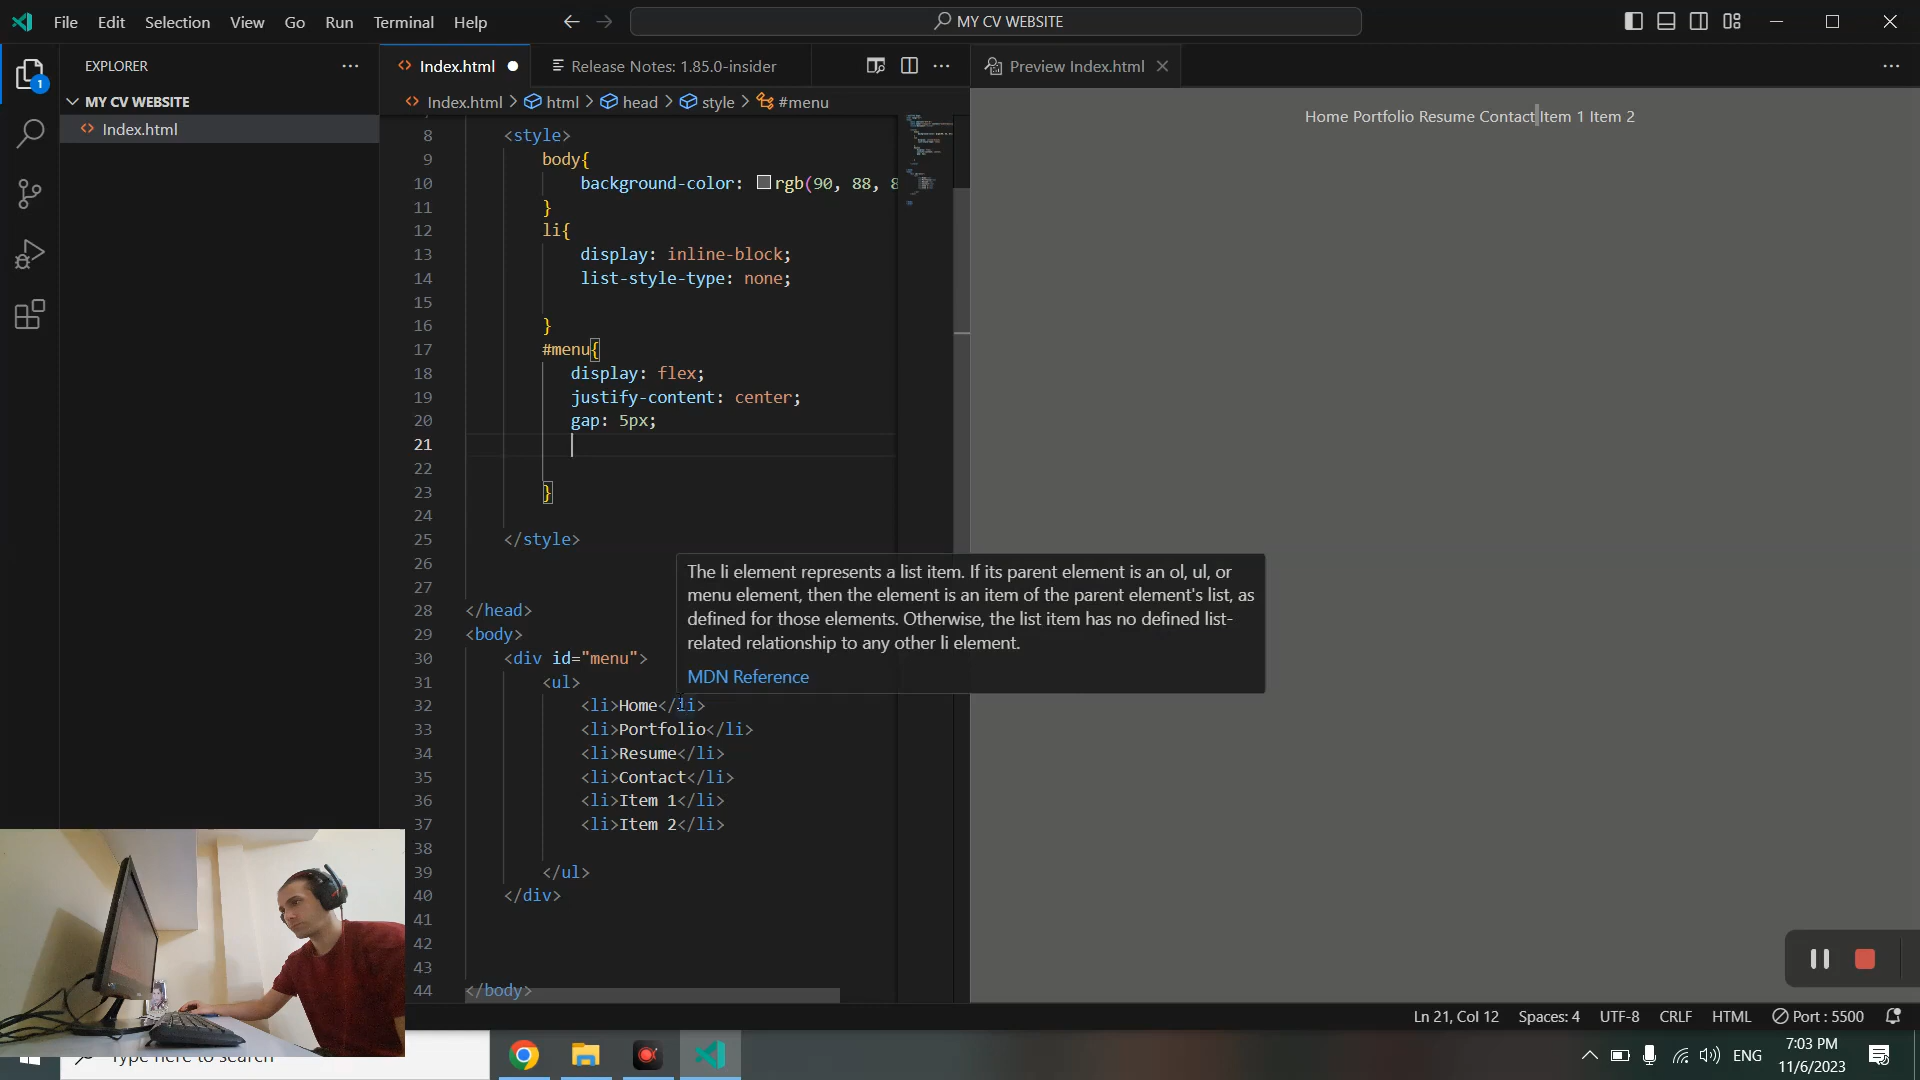 File Edit Selection View Go Run Terminal Help
MY CV WEBSITE
EXPLORER
MY CV WEBSITE
Index.html
1
Index.html
Release Notes: 1.85.0-insider
Index.html > html > head > style > #menu
8 <style>
9 body{
10 background-color: rgb(90, 88, 8
11 }
12 li{
13 display: inline-block;
14 list-style-type: none;
15
16 }
17 #menu{
18 display: flex;
19 justify-content: center;
20 gap: 5px;
21
22
23 }
24
25 </style>
26
27
28 </head>
29 <body>
30 <div id="menu">
31 <ul>
32 <li>Home</li>
33 <li>Portfolio</li>
34 <li>Resume</li>
35 <li>Contact</li>
36 <li>Item 1</li>
37 <li>Item 2</li>
38
39 </ul>
40 </div>
41
42
43
44 </body>
The li element represents a list item. If its parent element is an ol, ul, or
menu element, then the element is an item of the parent element's list, as
defined for those elements. Otherwise, the list item has no defined list-
related relationship to any other li element.
MDN Reference
Preview Index.html
Home Portfolio Resume Contact Item 1 Item 2
Ln 21, Col 12 Spaces: 4 UTF-8 CRLF HTML Port : 5500
Type here to search
ENG
7:03 PM
11/6/2023